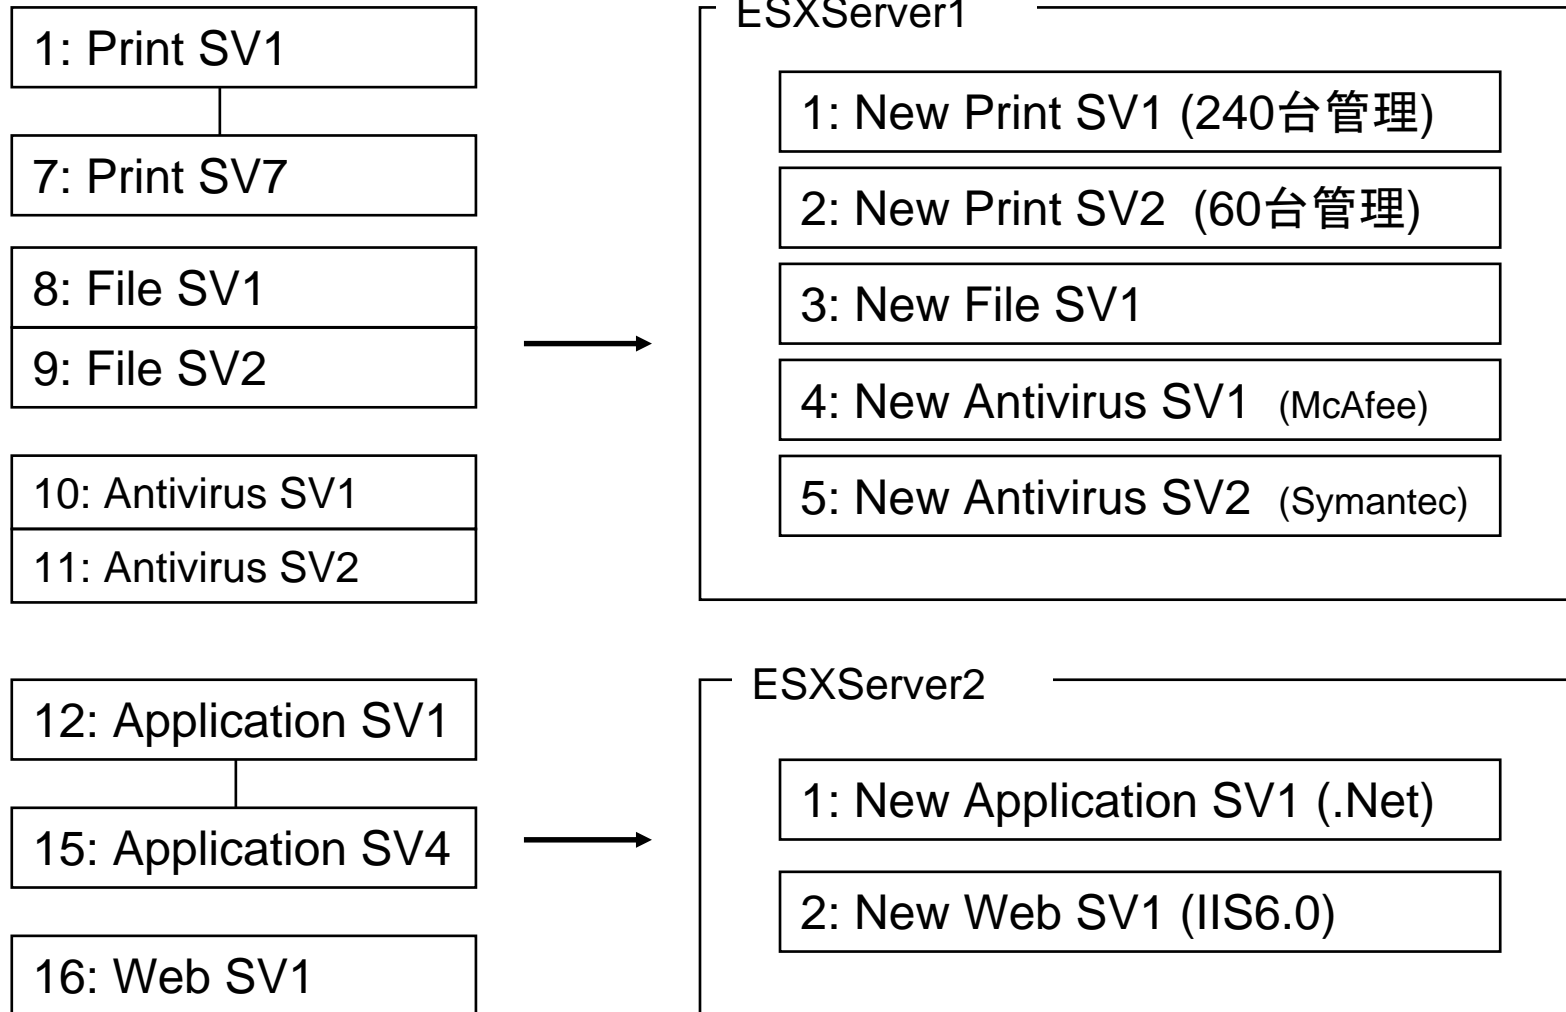 1: Print SV1
7: Print SV7
8: File SV1
9: File SV2
10: Antivirus SV1
11: Antivirus SV2
12: Application SV1
15: Application SV4
16: Web SV1
ESXServer1
1: New Print SV1 (240台管理)
2: New Print SV2 (60台管理)
3: New File SV1
4: New Antivirus SV1 (McAfee)
5: New Antivirus SV2 (Symantec)
ESXServer2
1: New Application SV1 (.Net)
2: New Web SV1 (IIS6.0)